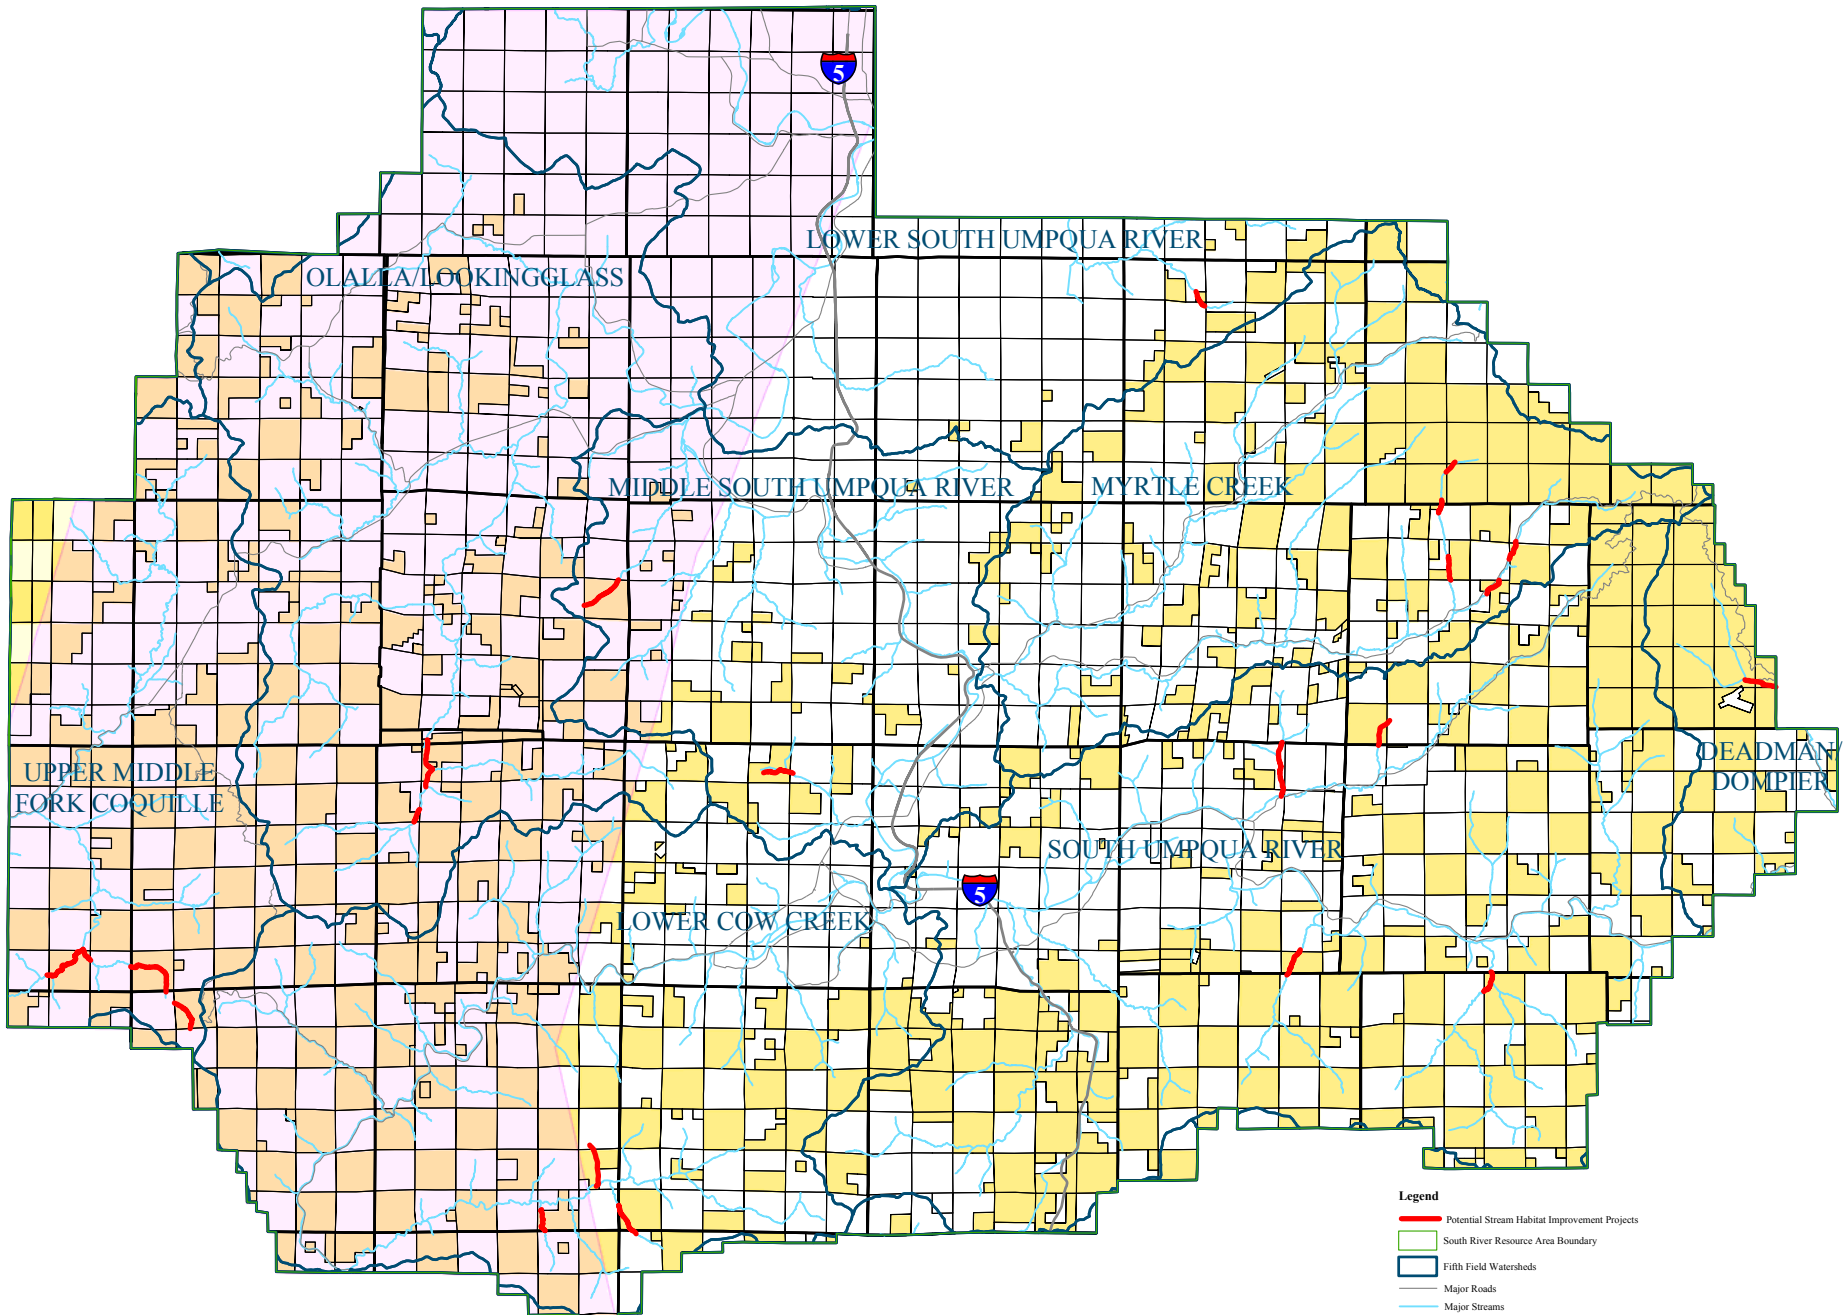 5
LOWER SOUTH UMPQUA RIVER
OLALLA/LOOKINGGLASS
MIDDLE SOUTH UMPQUA RIVER
MYRTLE CREEK
UPPER MIDDLE
FORK COQUILLE
DEADMAN/
DOMPIER
SOUTH UMPQUA RIVER
5
LOWER COW CREEK
Legend
Potential Stream Habitat Improvement Projects
South River Resource Area Boundary
Fifth Field Watersheds
Major Roads
Major Streams